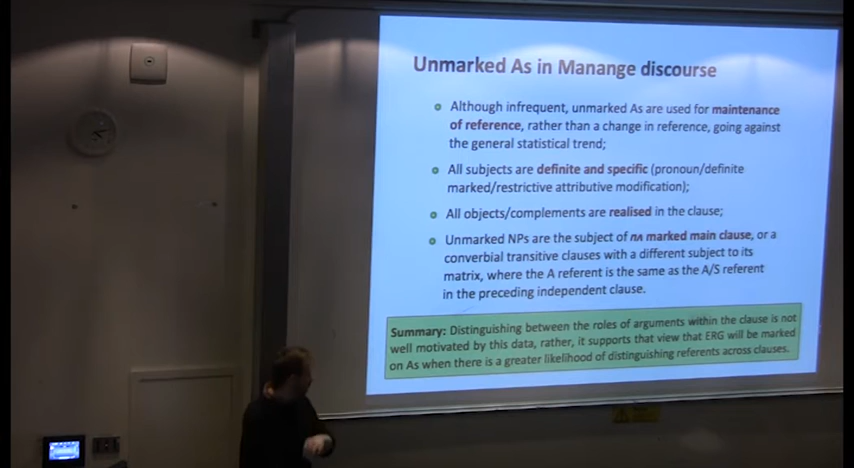 Unmarked As in Manange discourse
Although infrequent, unmarked As are used for maintenance
of reference, rather than a change in reference, going against
the general statistical trend;
All subjects are definite and specific (pronoun/definite
marked/restrictive attributive modification);
All objects/complements are realised in the clause;
Unmarked NPs are the subject of nʌ marked main clause, or a
converbial transitive clauses with a different subject to its
matrix, where the A referent is the same as the A/S referent
in the preceding independent clause.
Summary: Distinguishing between the roles of arguments within the clause is not
well motivated by this data, rather, it supports that view that ERG will be marked
on As when there is a greater likelihood of distinguishing referents across clauses.